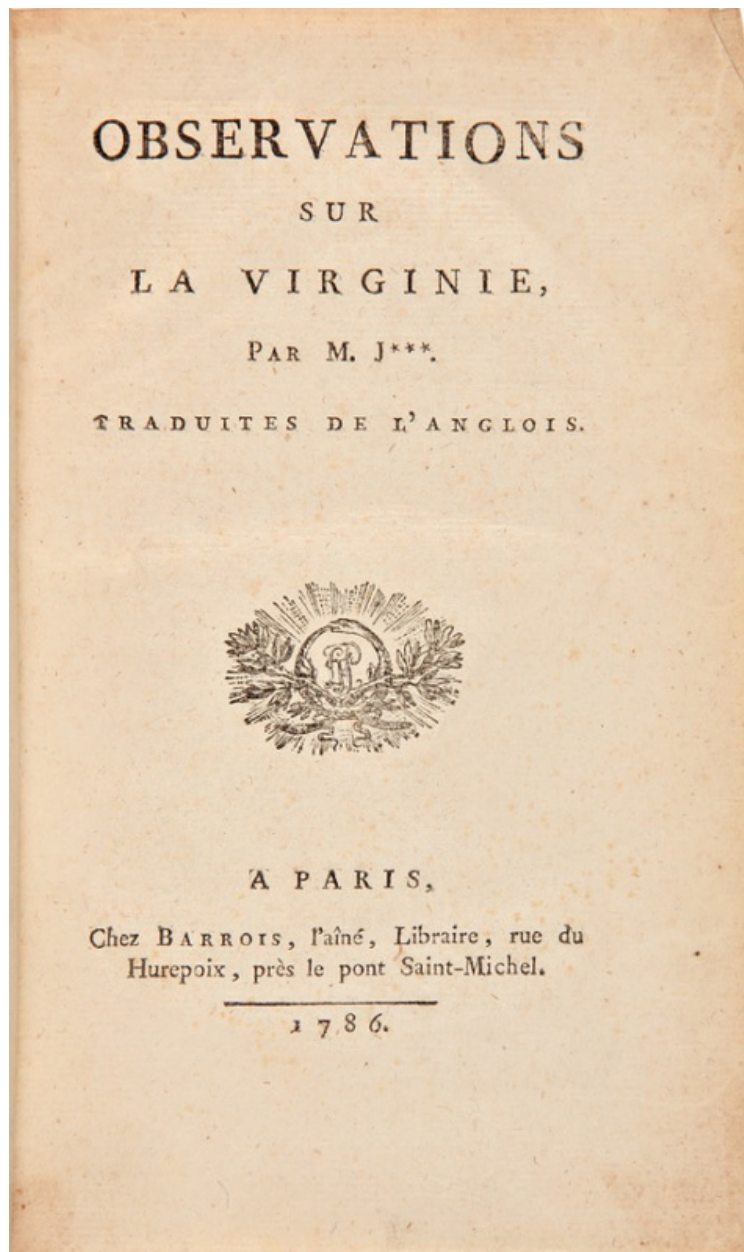 OBSERVATIONS
SUR
LA VIRGINIE,
PAR M. J***.
TRADUITES DE L'ANGLOIS.
A PARIS,
Chez BARROIS, l'aîné, Libraire, rue du
Hurepoix, près le pont Saint-Michel.
1786.